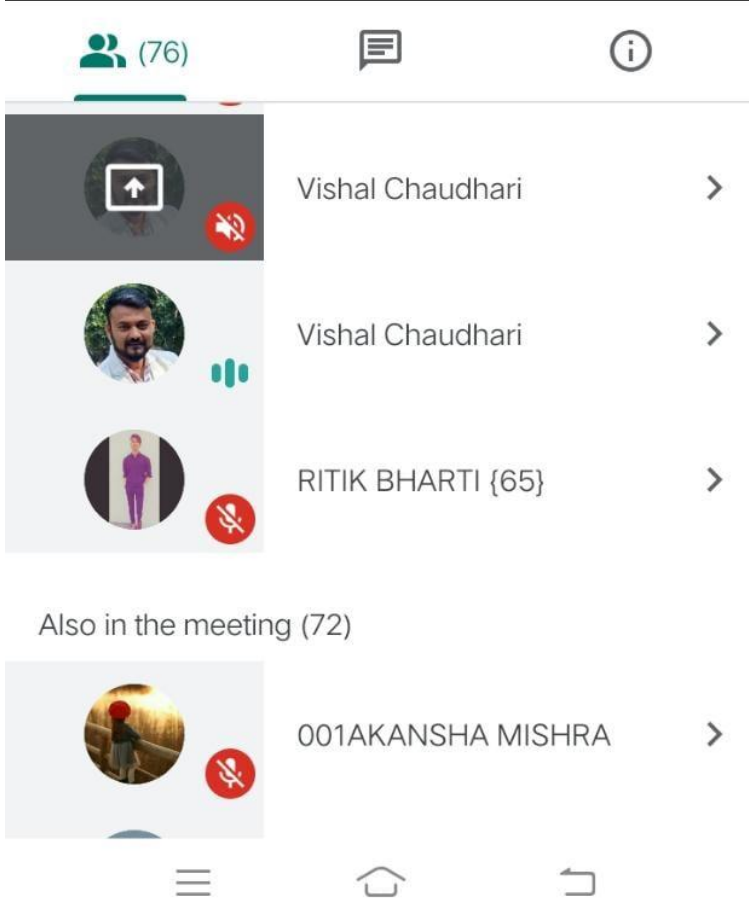 (76)
Vishal Chaudhari
Vishal Chaudhari
RITIK BHARTI {65}
Also in the meeting (72)
001AKANSHA MISHRA